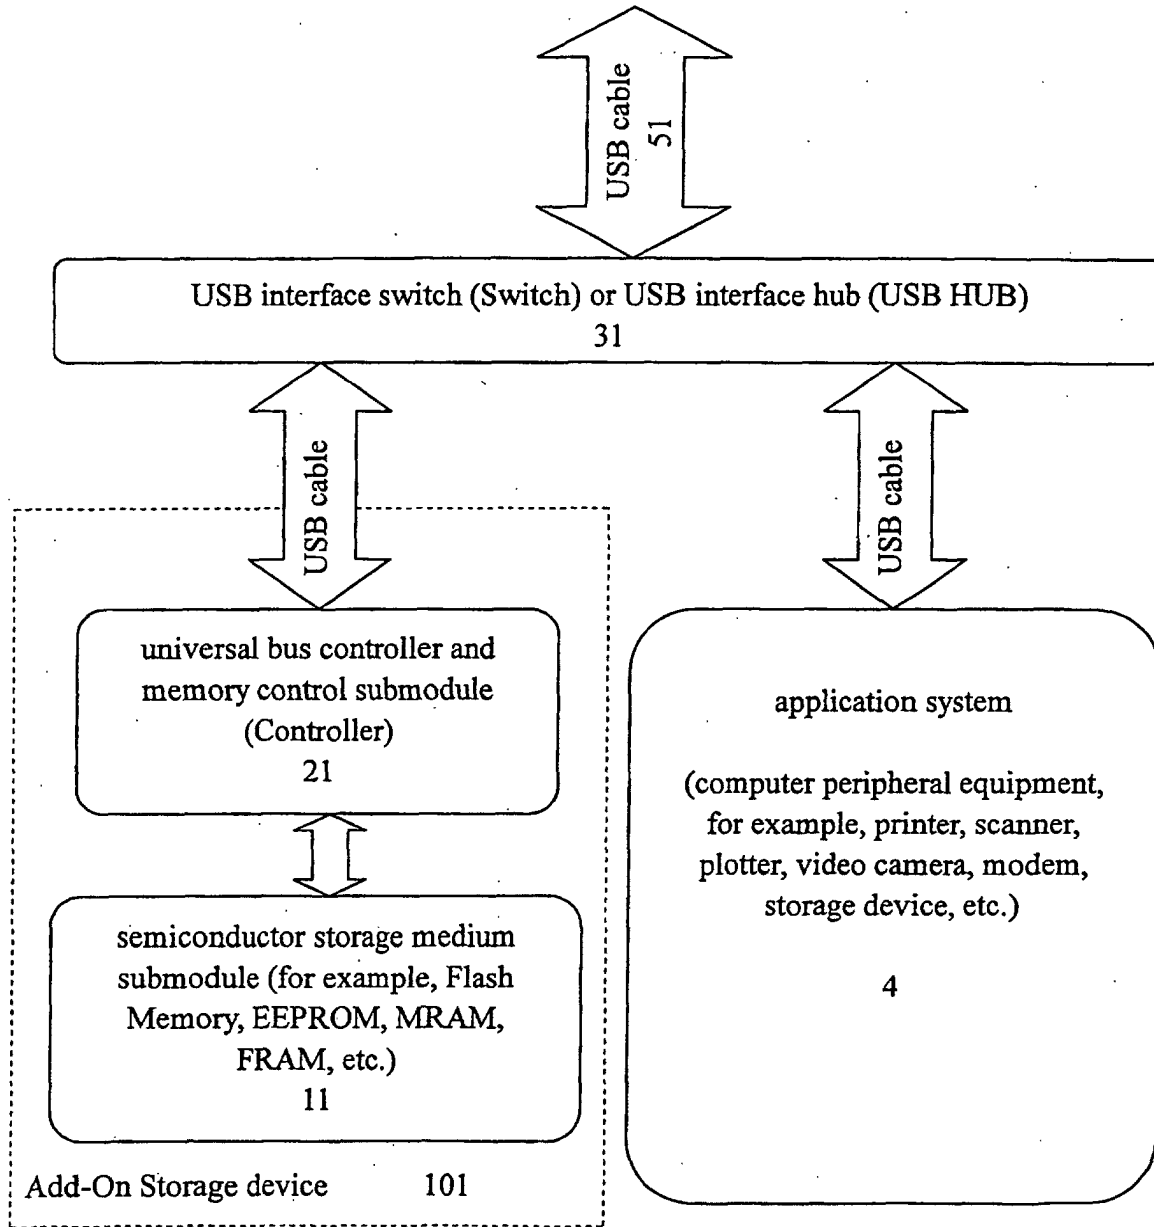 USB cable
51
USB interface switch (Switch) or USB interface hub (USB HUB)
31
USB cable
USB cable
universal bus controller and
memory control submodule
(Controller)
21
semiconductor storage medium
submodule (for example, Flash
Memory, EEPROM, MRAM,
FRAM, etc.)
11
Add-On Storage device 101
application system
(computer peripheral equipment,
for example, printer, scanner,
plotter, video camera, modem,
storage device, etc.)
4